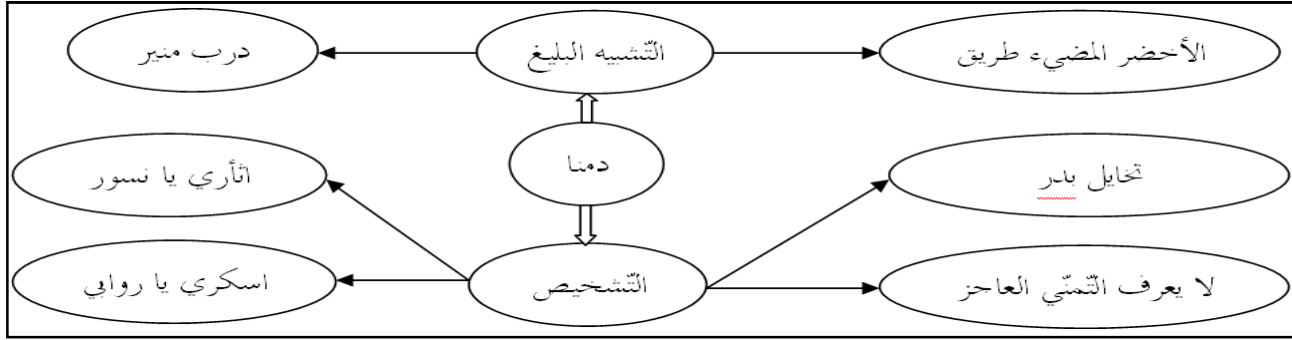 الأخضر المضيء طريق
التّشبيه البليغ
درب منير
دمنا
تخايل بدر
اثأري يا نسور
لا يعرف التّمنّي العاجز
التّشخيص
اسكري يا روابي